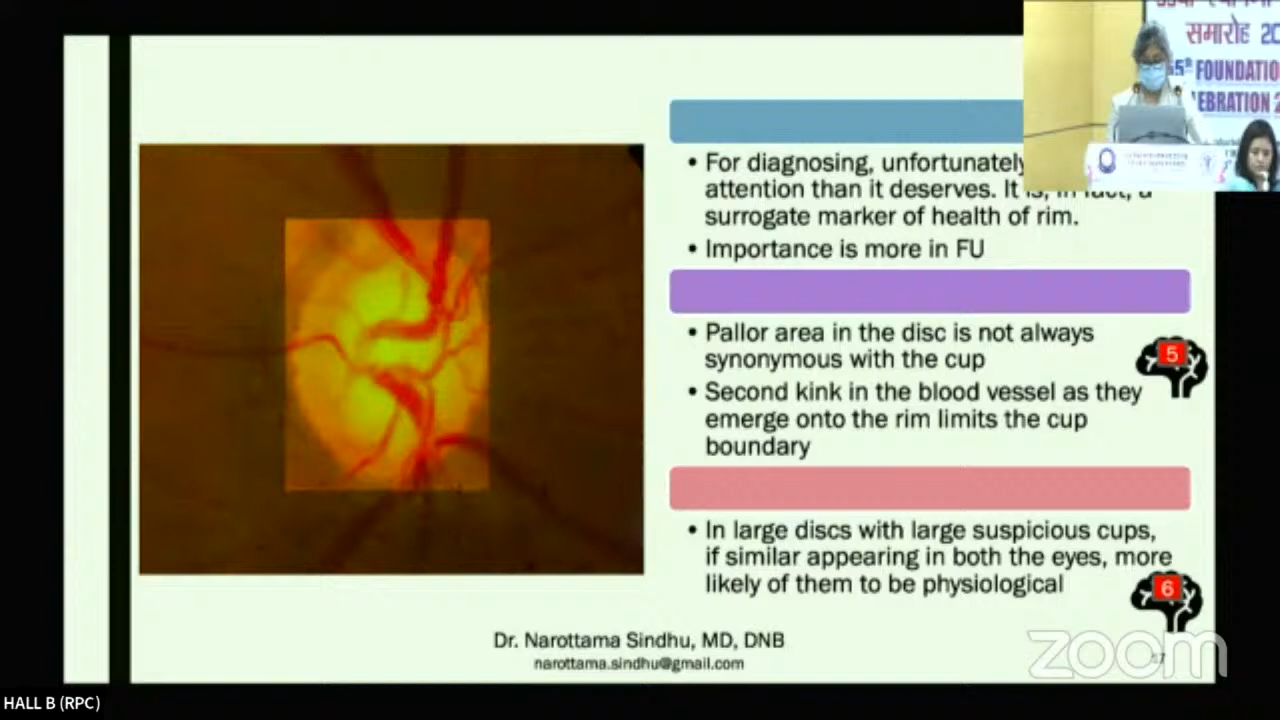 • For diagnosing, unfortunately
attention than it deserves. It is, in fact, a
surrogate marker of health of rim.
• Importance is more in FU
• Pallor area in the disc is not always
synonymous with the cup
5
• Second kink in the blood vessel as they
emerge onto the rim limits the cup
boundary
• In large discs with large suspicious cups,
if similar appearing in both the eyes, more
likely of them to be physiological
6
Dr. Narottama Sindhu, MD, DNB
narottama.sindhu@gmail.com
zoom
HALL B (RPC)
समारोह 20
5th FOUNDATIO
EBRATION 2